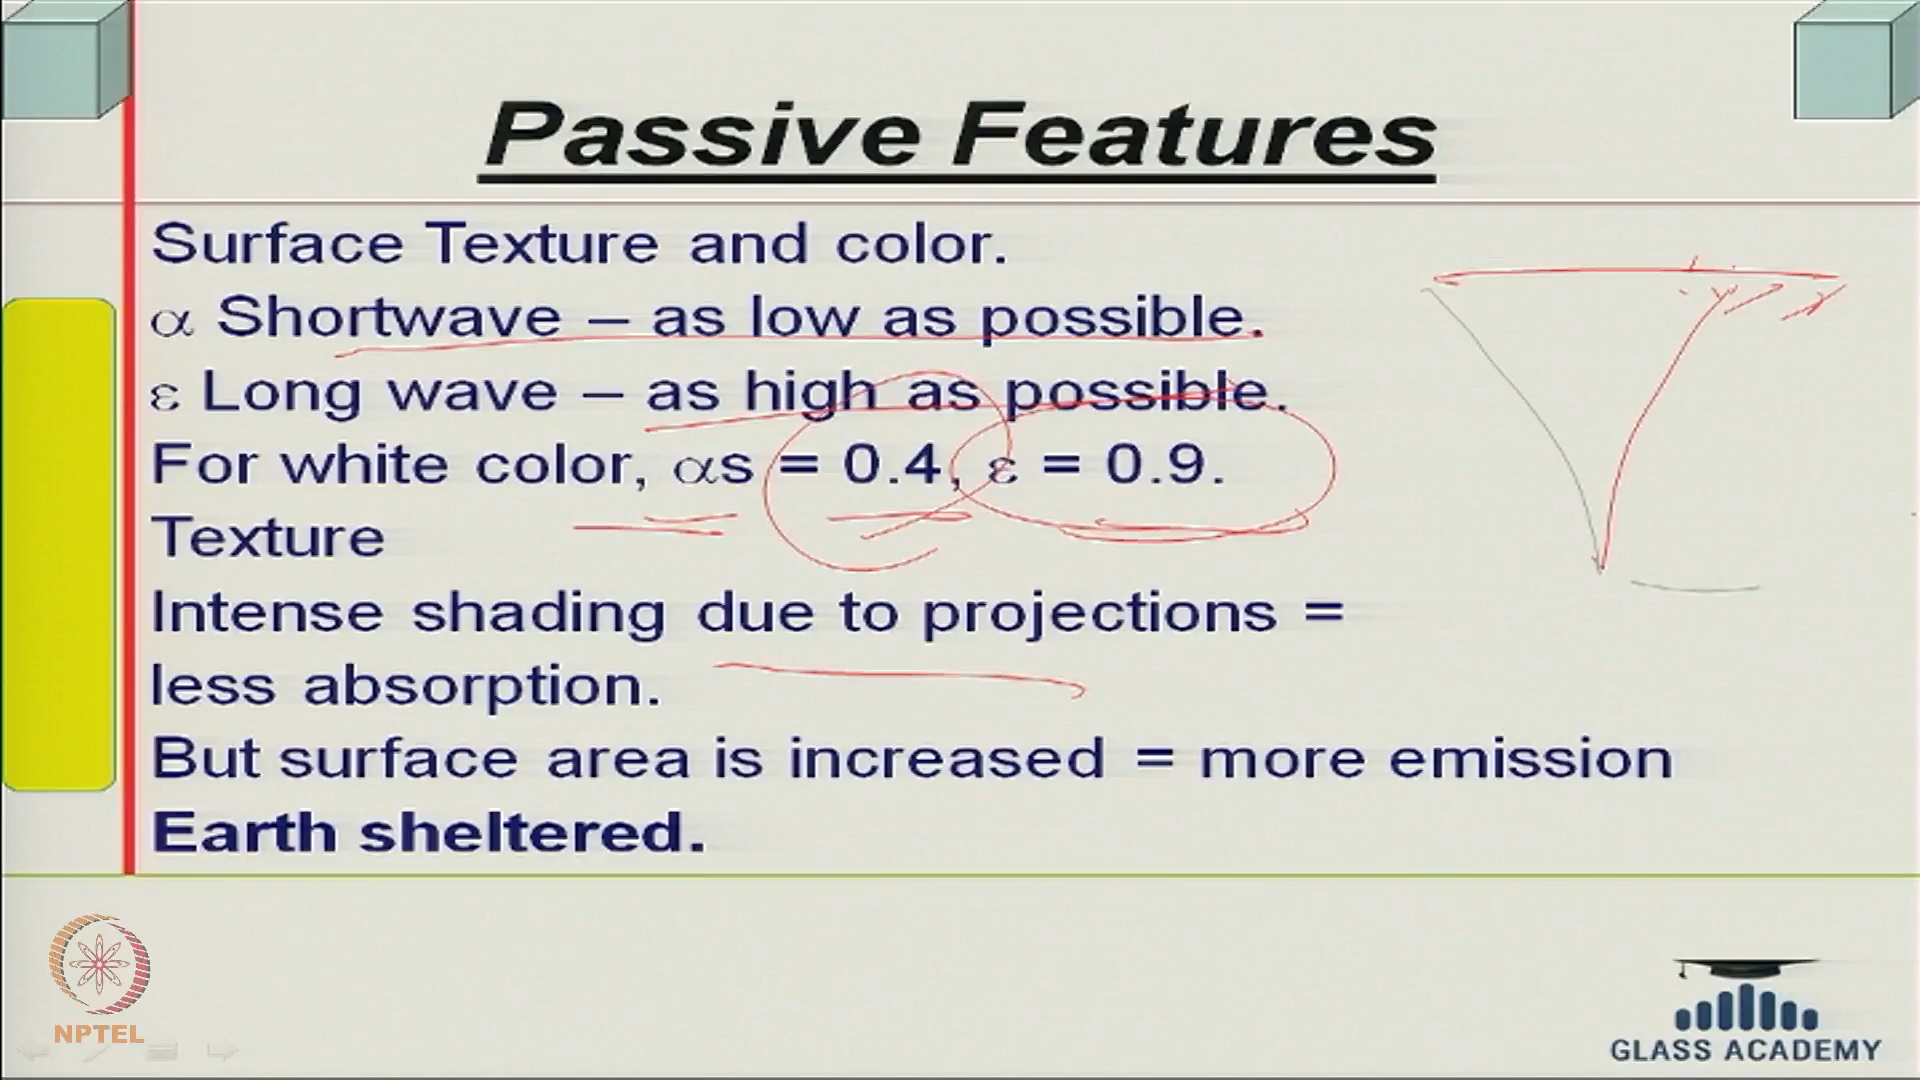 Passive Features
Surface Texture and color.
α Shortwave – as low as possible.
ε Long wave – as high as possible.
For white color, αs = 0.4, ε = 0.9.
Texture
Intense shading due to projections =
less absorption.
But surface area is increased = more emission
Earth sheltered.
NPTEL
GLASS ACADEMY